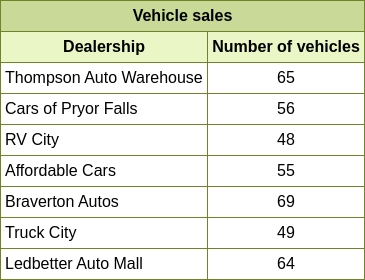 Vehicle sales
Dealership Number of vehicles
Thompson Auto Warehouse 65
Cars of Pryor Falls 56
RV City 48
Affordable Cars 55
Braverton Autos 69
Truck City 49
Ledbetter Auto Mall 64